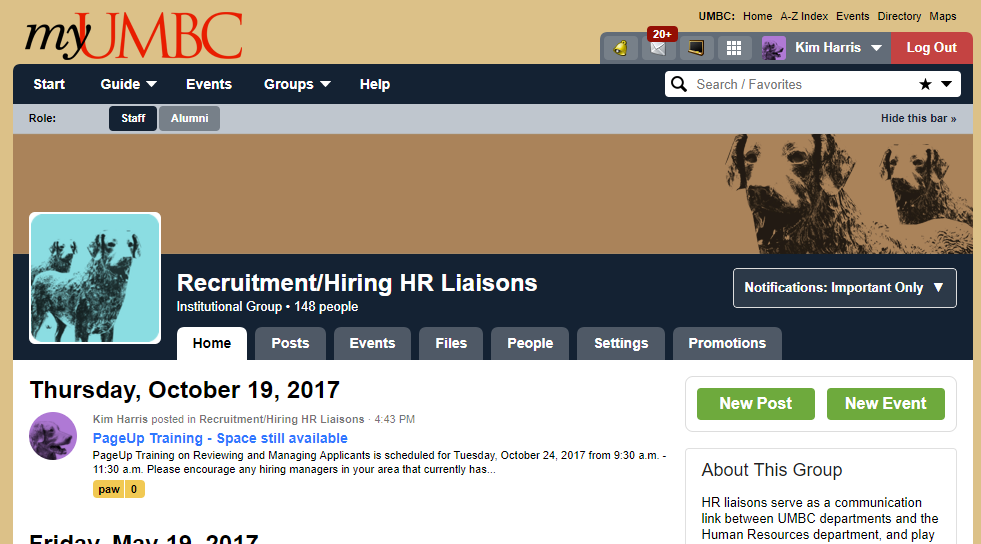 myUMBC
UMBC: Home A-Z Index Events Directory Maps
20+
Kim Harris
Log Out
Start Guide Events Groups Help
Search / Favorites
Role: Staff Alumni
Hide this bar »
Recruitment/Hiring HR Liaisons
Institutional Group • 148 people
Notifications: Important Only ▼
Home Posts Events Files People Settings Promotions
Thursday, October 19, 2017
Kim Harris posted in Recruitment/Hiring HR Liaisons · 4:43 PM
PageUp Training - Space still available
PageUp Training on Reviewing and Managing Applicants is scheduled for Tuesday, October 24, 2017 from 9:30 a.m. -
11:30 a.m. Please encourage any hiring managers in your area that currently has...
paw 0
Friday, May 19, 2017
New Post New Event
About This Group
HR liaisons serve as a communication
link between UMBC departments and the
Human Resources department, and play